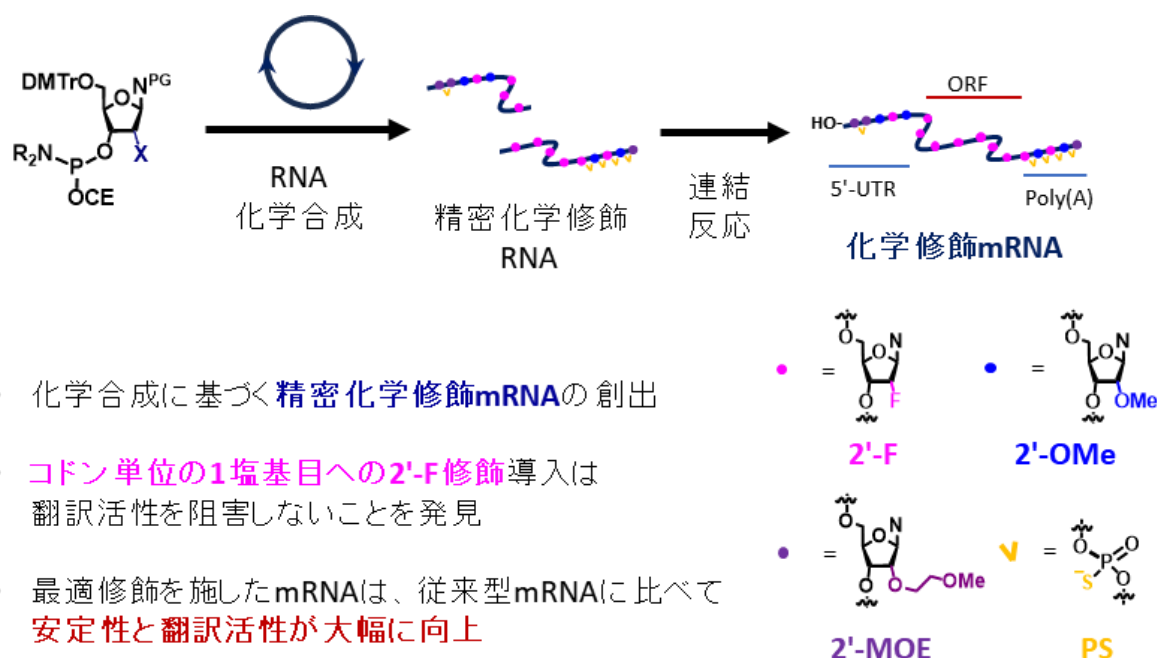 DMTrO
O
N^PG
R₂N
P
O
X
OCE
RNA
化学合成
精密化学修飾
RNA
連結
反応
HO-
ORF
5'-UTR
Poly(A)
化学修飾mRNA
化学合成に基づく精密化学修飾mRNAの創出
コドン単位の1塩基目への2'-F修飾導入は
翻訳活性を阻害しないことを発見
最適修飾を施したmRNAは、従来型mRNAに比べて
安定性と翻訳活性が大幅に向上
=
O
O
N
O
F
2'-F
=
O
O
N
O
OMe
2'-OMe
=
O
O
N
O
O
OMe
2'-MOE
=
O
P
O
⁻S
O
PS